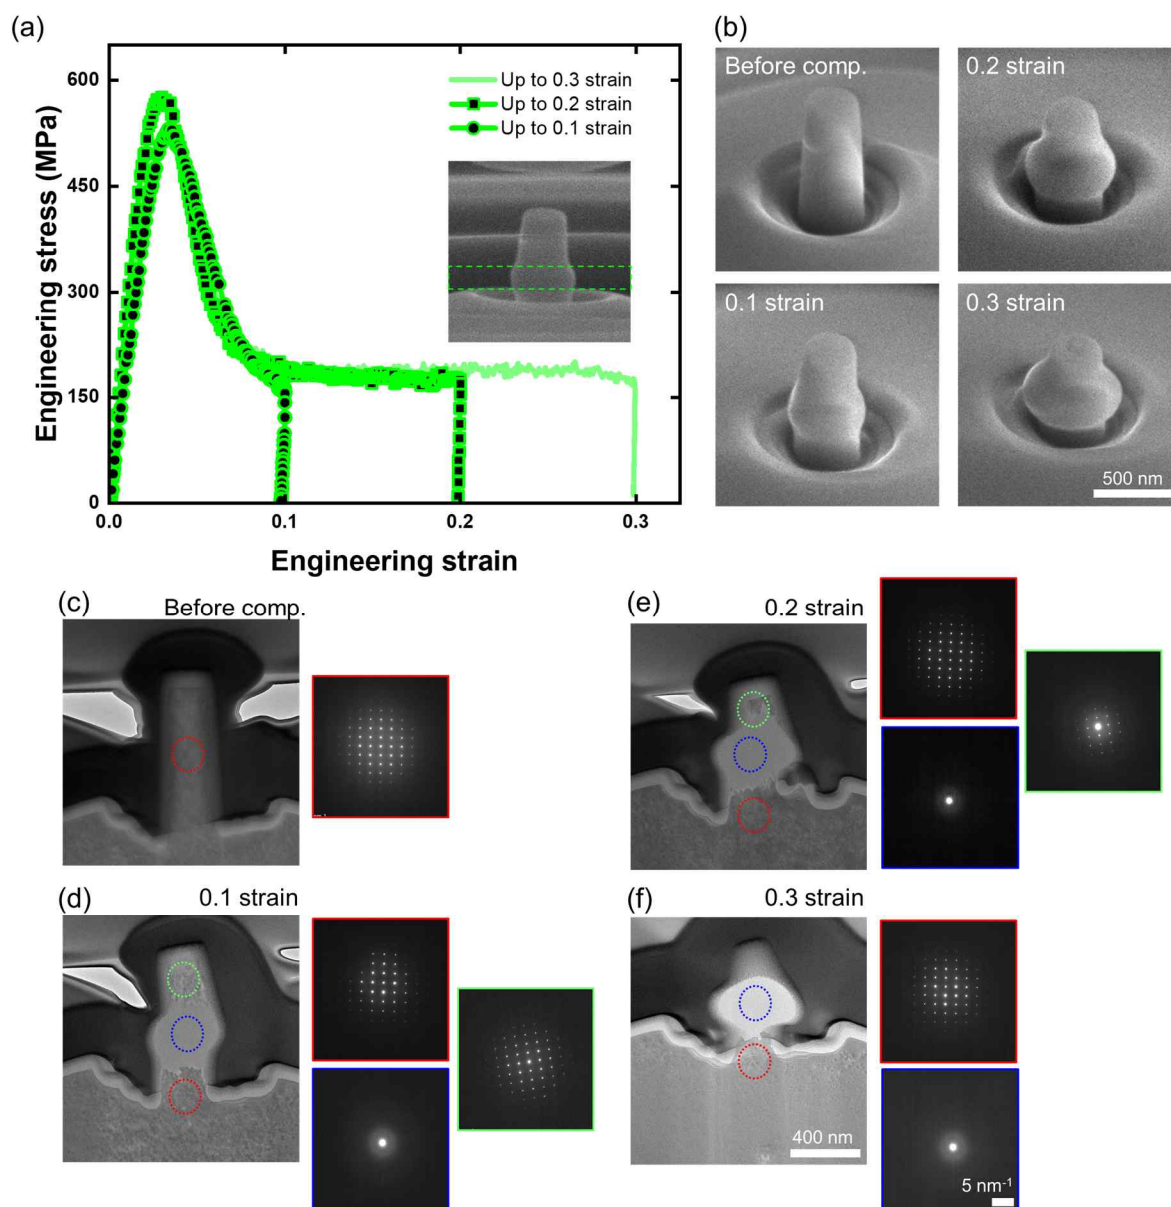 (a)
Engineering stress (MPa)
600
450
300
150
0
0.0
0.1
0.2
0.3
Engineering strain
Up to 0.3 strain
Up to 0.2 strain
Up to 0.1 strain
(b)
Before comp.
0.2 strain
0.1 strain
0.3 strain
500 nm
(c)
Before comp.
(e)
0.2 strain
(d)
0.1 strain
(f)
0.3 strain
400 nm
5 nm⁻¹